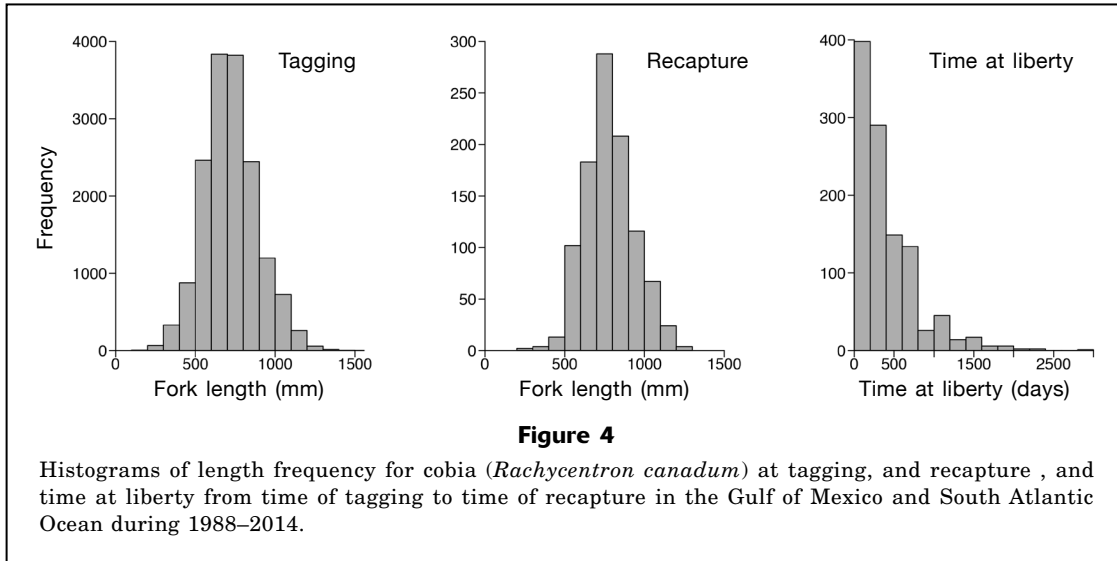 Tagging
4000
3000
2000
1000
0
Frequency
0 500 1000 1500
Fork length (mm)
Recapture
300
250
200
150
100
50
0
0 500 1000 1500
Fork length (mm)
Time at liberty
400
300
200
100
0
0 500 1500 2500
Time at liberty (days)
Figure 4
Histograms of length frequency for cobia (Rachycentron canadum) at tagging, and recapture , and
time at liberty from time of tagging to time of recapture in the Gulf of Mexico and South Atlantic
Ocean during 1988–2014.